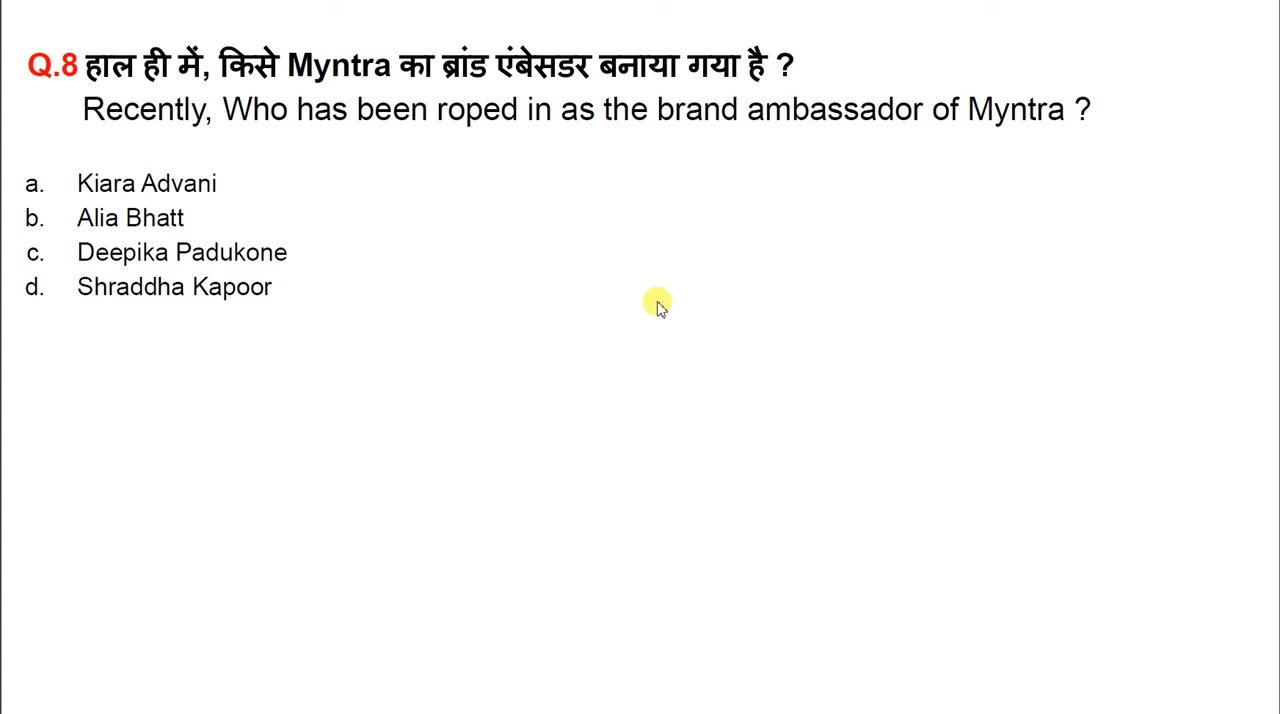 Q.8 हाल ही में, किसे Myntra का ब्रांड एंबेसडर बनाया गया है ?
Recently, Who has been roped in as the brand ambassador of Myntra ?
a. Kiara Advani
b. Alia Bhatt
c. Deepika Padukone
d. Shraddha Kapoor